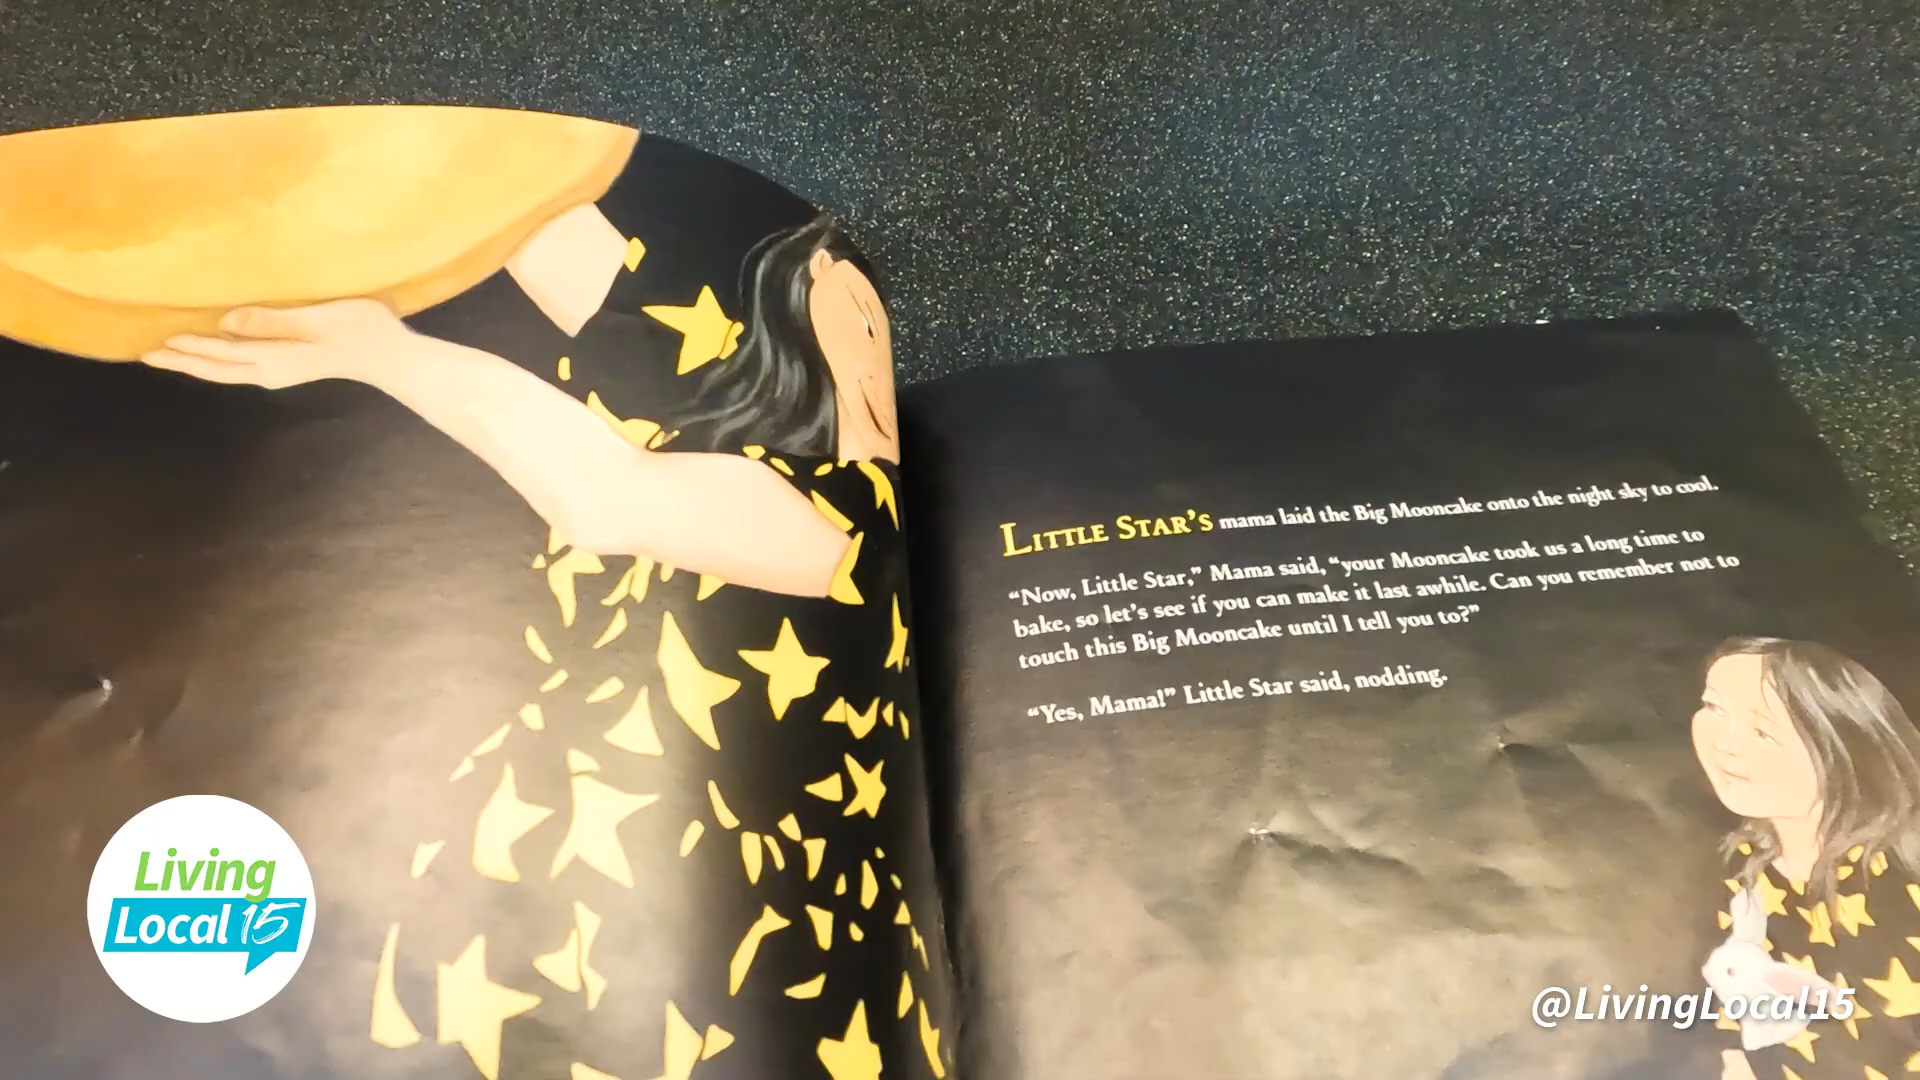 LITTLE STAR'S mama laid the Big Mooncake onto the night sky to cool.
“Now, Little Star,” Mama said, “your Mooncake took us a long time to
bake, so let's see if you can make it last awhile. Can you remember not to
touch this Big Mooncake until I tell you to?”
“Yes, Mama!” Little Star said, nodding.
Living
Local 15
@LivingLocal15